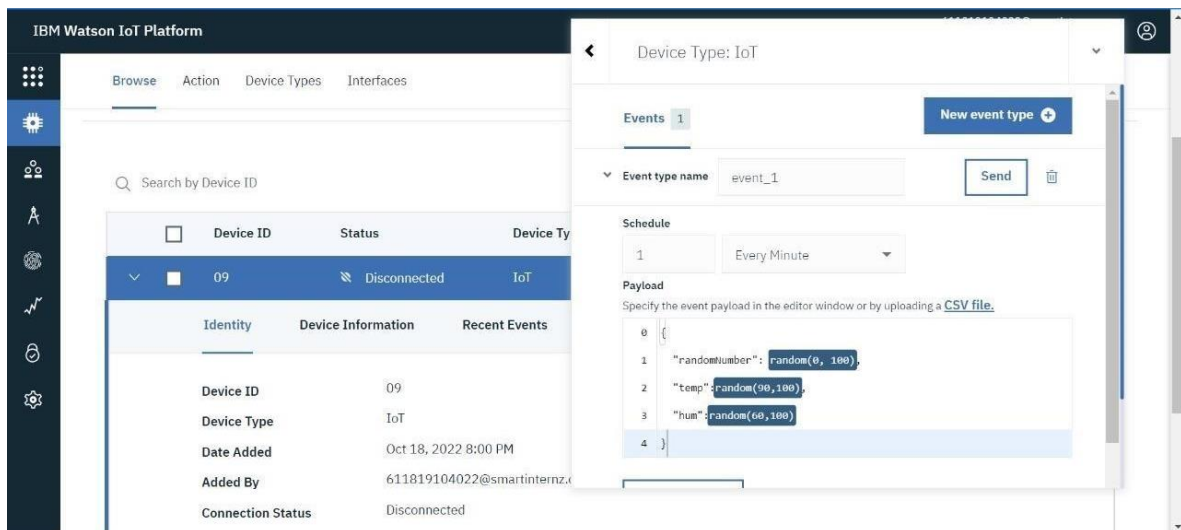 IBM Watson IoT Platform
Browse Action Device Types Interfaces
Search by Device ID
Device ID Status Device Ty
09 Disconnected IoT
Identity Device Information Recent Events
Device ID 09
Device Type IoT
Date Added Oct 18, 2022 8:00 PM
Added By 611819104022@smartinternz.
Connection Status Disconnected
Device Type: IoT
Events 1
New event type
Event type name event_1 Send
Schedule
1 Every Minute
Payload
Specify the event payload in the editor window or by uploading a CSV file.
0 {
1 "randomNumber": random(0, 100),
2 "temp":random(90,100),
3 "hum":random(60,100)
4 }